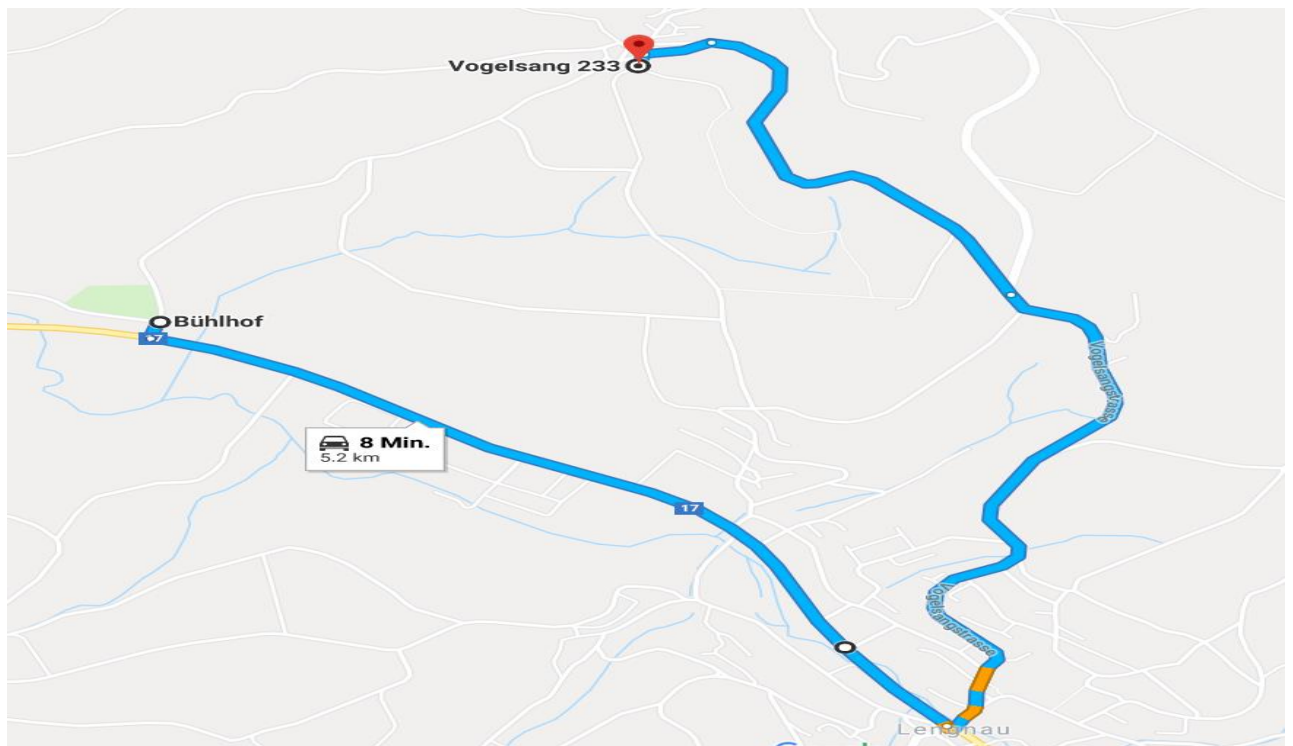 Vogelsang 233
Bühlhof
17
Vogelsangstrasse
8 Min.
5.2 km
17
Vogelsangstrasse
Lengnau